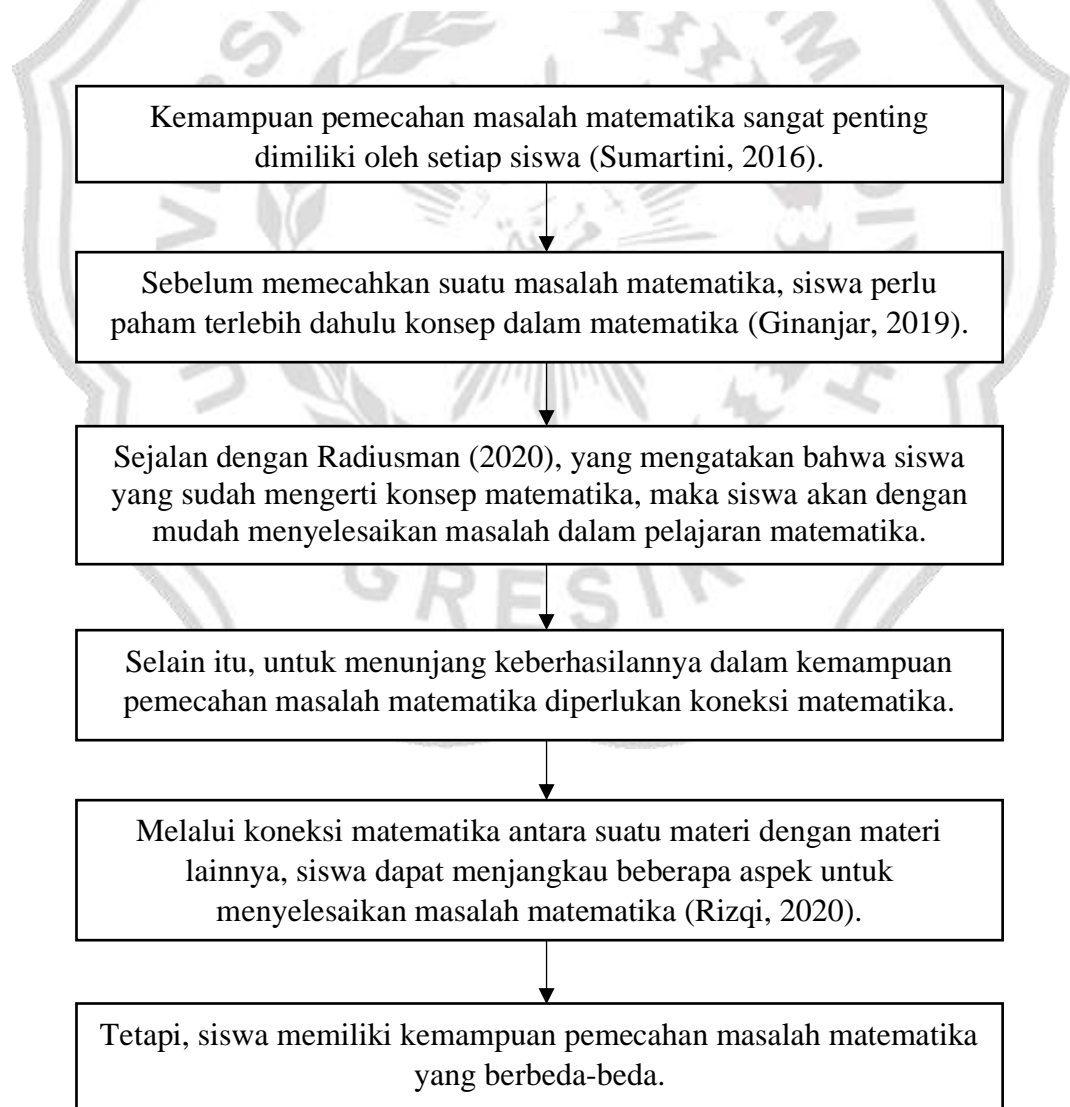 Kemampuan pemecahan masalah matematika sangat penting
dimiliki oleh setiap siswa (Sumartini, 2016).
Sebelum memecahkan suatu masalah matematika, siswa perlu
paham terlebih dahulu konsep dalam matematika (Ginanjar, 2019).
Sejalan dengan Radiusman (2020), yang mengatakan bahwa siswa
yang sudah mengerti konsep matematika, maka siswa akan dengan
mudah menyelesaikan masalah dalam pelajaran matematika.
GRESIK
Selain itu, untuk menunjang keberhasilannya dalam kemampuan
pemecahan masalah matematika diperlukan koneksi matematika.
Melalui koneksi matematika antara suatu materi dengan materi
lainnya, siswa dapat menjangkau beberapa aspek untuk
menyelesaikan masalah matematika (Rizqi, 2020).
Tetapi, siswa memiliki kemampuan pemecahan masalah matematika
yang berbeda-beda.